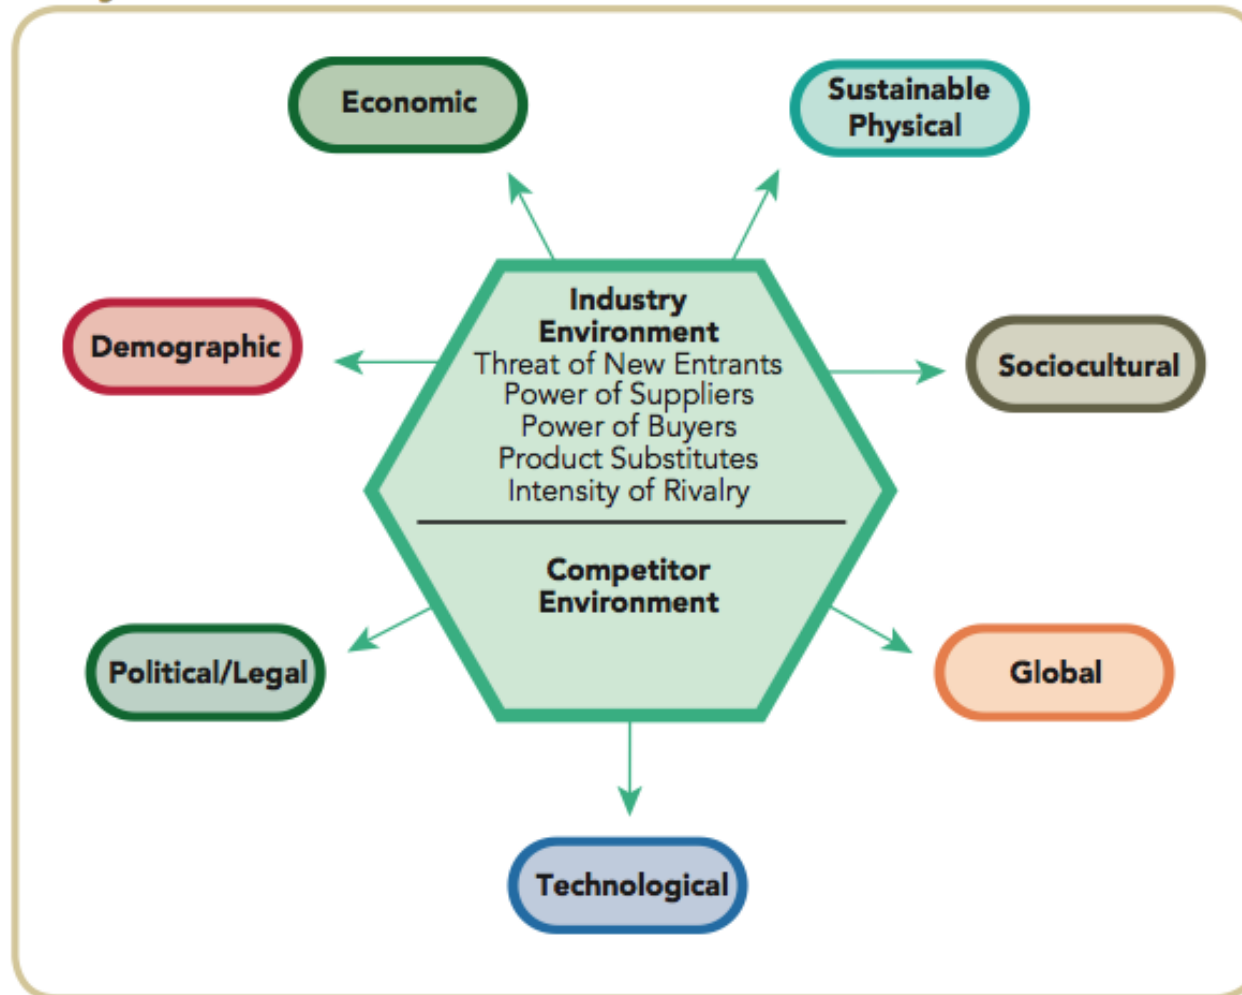 Economic
Sustainable
Physical
Industry
Environment
Threat of New Entrants
Power of Suppliers
Power of Buyers
Product Substitutes
Intensity of Rivalry
Demographic
Sociocultural
Competitor
Environment
Political/Legal
Global
Technological